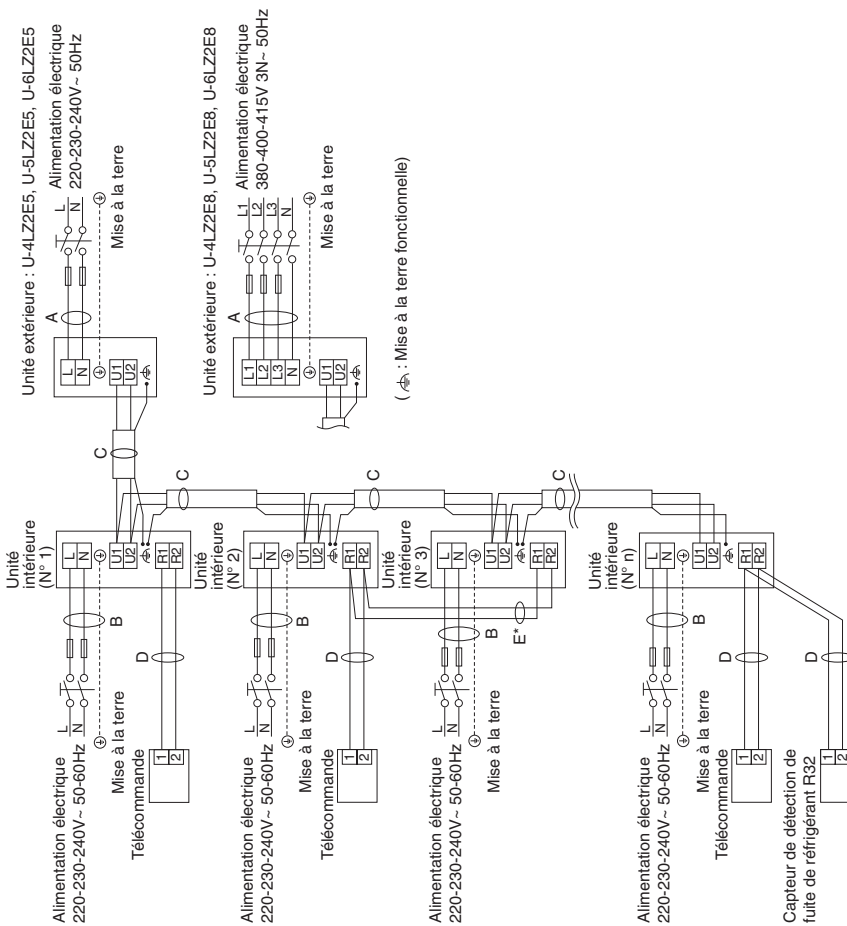 Unité extérieure : U-4LZ2E5, U-5LZ2E5, U-6LZ2E5
Alimentation électrique
220-230-240V ~ 50Hz
L
N
Mise à la terre
A
L
N
U1
U2
C
Unité extérieure : U-4LZ2E8, U-5LZ2E8, U-6LZ2E8
Alimentation électrique
380-400-415V 3N~ 50Hz
L1
L2
L3
N
Mise à la terre
A
L1
L2
L3
N
U1
U2
( : Mise à la terre fonctionnelle)
Unité
intérieure
(N° 1)
L
N
U1
U2
R1
R2
B
D
C
Alimentation électrique
220-230-240V ~ 50-60Hz
L
N
Mise à la terre
Télécommande
1
2
Unité
intérieure
(N° 2)
L
N
U1
U2
R1
R2
B
D
C
Alimentation électrique
220-230-240V ~ 50-60Hz
L
N
Mise à la terre
Télécommande
1
2
Unité
intérieure
(N° 3)
L
N
U1
U2
R1
R2
B
E*
C
Alimentation électrique
220-230-240V ~ 50-60Hz
L
N
Mise à la terre
Unité
intérieure
(N° n)
L
N
U1
U2
R1
R2
B
D
Alimentation électrique
220-230-240V ~ 50-60Hz
L
N
Mise à la terre
Télécommande
1
2
D
Capteur de détection de
fuite de réfrigérant R32
1
2